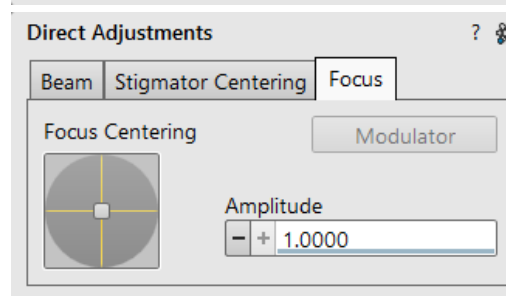 Direct Adjustments ?
Beam Stigmator Centering Focus
Focus Centering Modulator
Amplitude
− + 1.0000